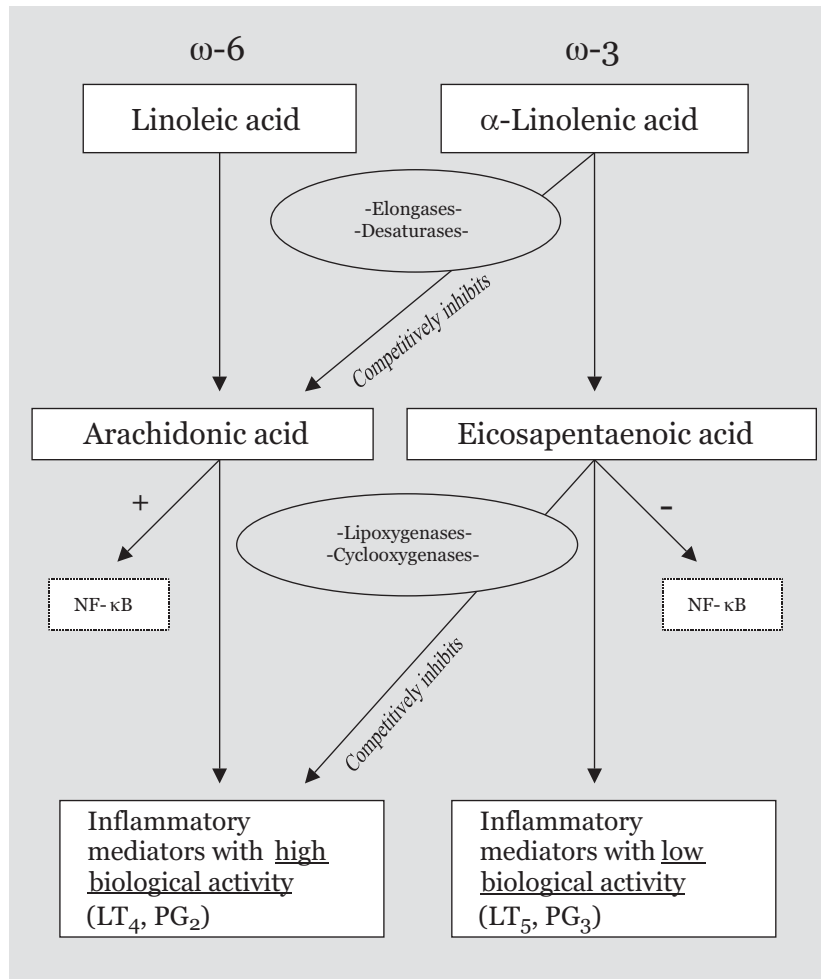 ω-6
ω-3
Linoleic acid
α-Linolenic acid
-Elongases-
-Desaturases-
Competitively inhibits
Arachidonic acid
Eicosapentaenoic acid
+
-
-Lipoxygenases-
-Cyclooxygenases-
NF-κB
NF-κB
Competitively inhibits
Inflammatory
mediators with high
biological activity
(LT₄, PG₂)
Inflammatory
mediators with low
biological activity
(LT₅, PG₃)